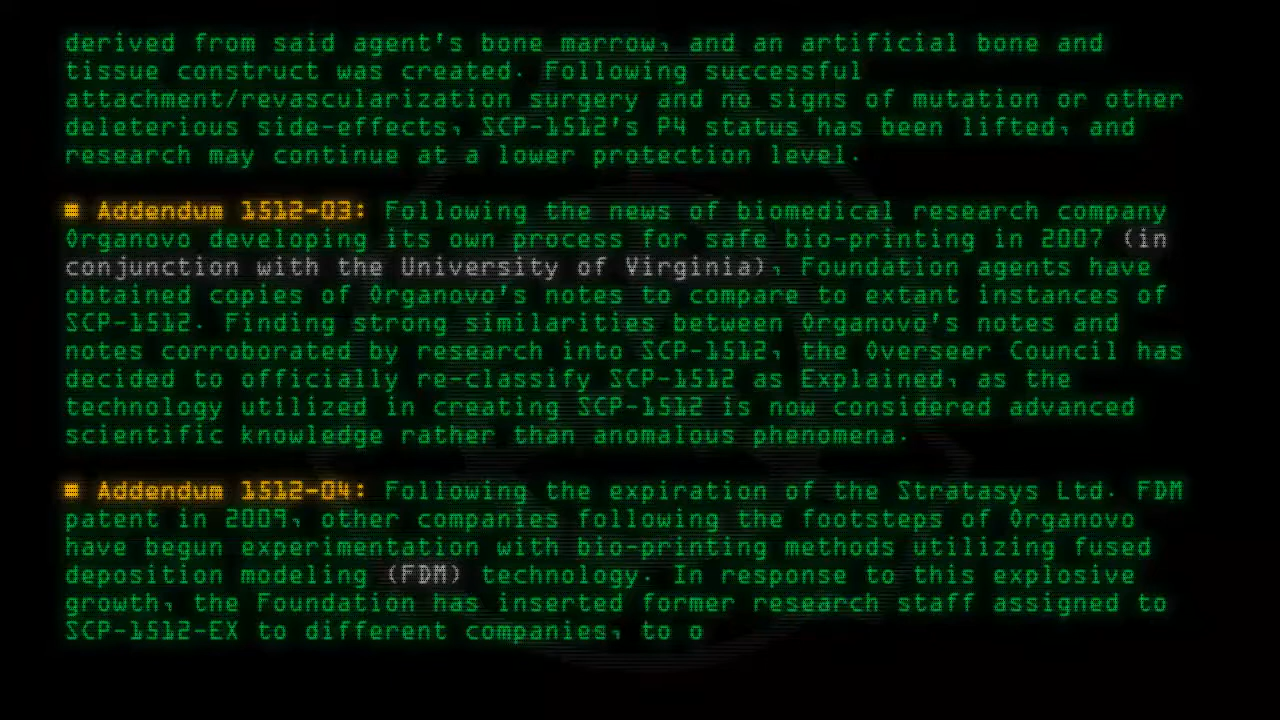 derived from said agent's bone marrow, and an artificial bone and
tissue construct was created. Following successful
attachment/revascularization surgery and no signs of mutation or other
deleterious side-effects, SCP-1512's P4 status has been lifted, and
research may continue at a lower protection level.
# Addendum 1512-03: Following the news of biomedical research company
Organovo developing its own process for safe bio-printing in 2007 (in
conjunction with the University of Virginia), Foundation agents have
obtained copies of Organovo's notes to compare to extant instances of
SCP-1512. Finding strong similarities between Organovo's notes and
notes corroborated by research into SCP-1512, the Overseer Council has
decided to officially re-classify SCP-1512 as Explained, as the
technology utilized in creating SCP-1512 is now considered advanced
scientific knowledge rather than anomalous phenomena.
# Addendum 1512-04: Following the expiration of the Stratasys Ltd. FDM
patent in 2009, other companies following the footsteps of Organovo
have begun experimentation with bio-printing methods utilizing fused
deposition modeling (FDM) technology. In response to this explosive
growth, the Foundation has inserted former research staff assigned to
SCP-1512-EX to different companies, to o